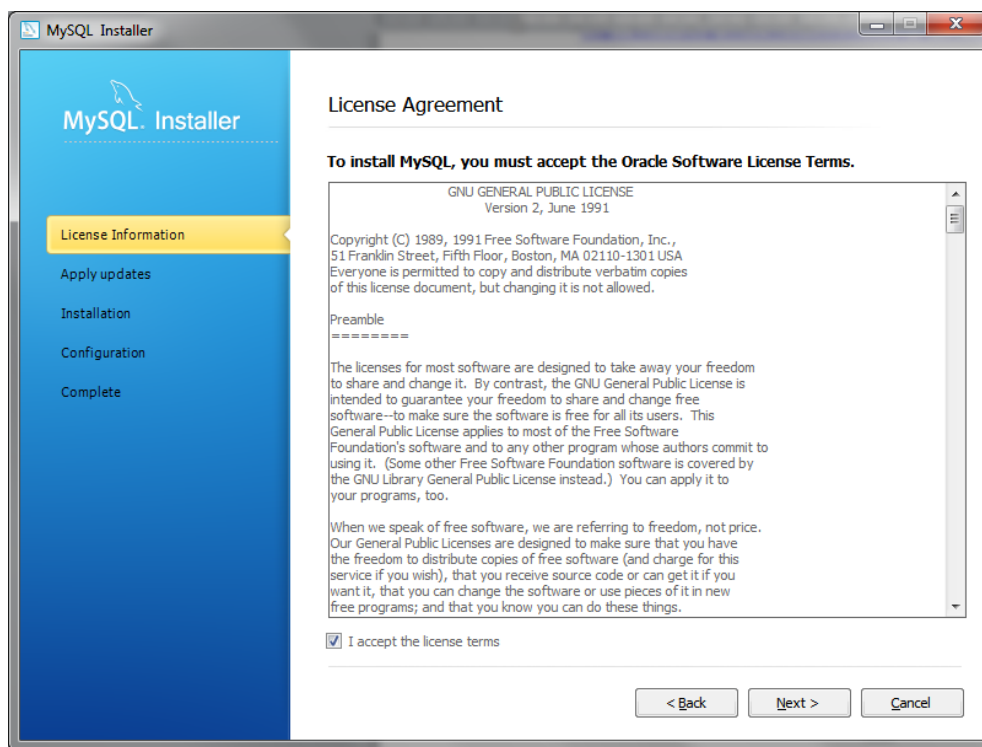 MySQL Installer
MySQL. Installer
License Information
Apply updates
Installation
Configuration
Complete
License Agreement
To install MySQL, you must accept the Oracle Software License Terms.
GNU GENERAL PUBLIC LICENSE
Version 2, June 1991
Copyright (C) 1989, 1991 Free Software Foundation, Inc.,
51 Franklin Street, Fifth Floor, Boston, MA 02110-1301 USA
Everyone is permitted to copy and distribute verbatim copies
of this license document, but changing it is not allowed.
Preamble
========
The licenses for most software are designed to take away your freedom
to share and change it. By contrast, the GNU General Public License is
intended to guarantee your freedom to share and change free
software--to make sure the software is free for all its users. This
General Public License applies to most of the Free Software
Foundation's software and to any other program whose authors commit to
using it. (Some other Free Software Foundation software is covered by
the GNU Library General Public License instead.) You can apply it to
your programs, too.
When we speak of free software, we are referring to freedom, not price.
Our General Public Licenses are designed to make sure that you have
the freedom to distribute copies of free software (and charge for this
service if you wish), that you receive source code or can get it if you
want it, that you can change the software or use pieces of it in new
free programs; and that you know you can do these things.
I accept the license terms
< Back
Next >
Cancel